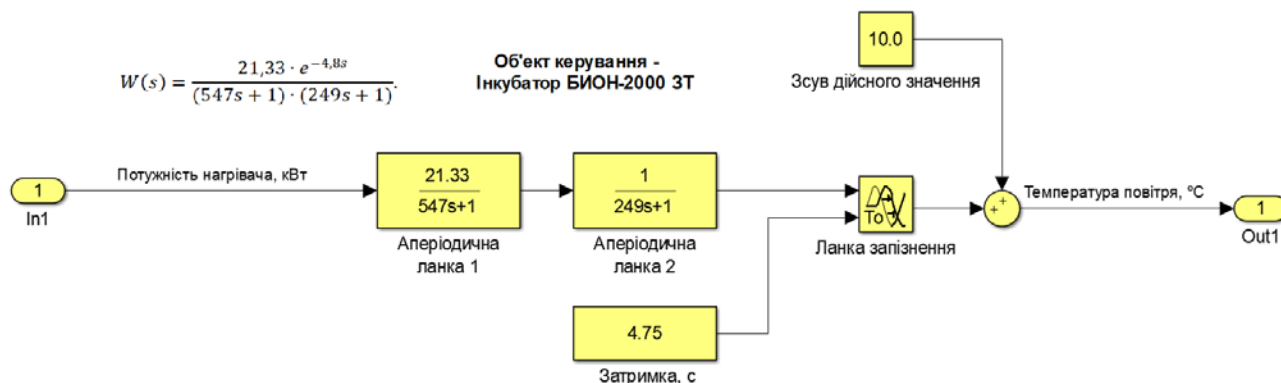 W(s) = 21,33 · e^{-4,8s} / (547s + 1) · (249s + 1).
Об'єкт керування -
Інкубатор БИОН-2000 ЗТ
10.0
Зсув дійсного значення
Потужність нагрівача, кВт
1
In1
21.33
547s+1
Аперіодична
ланка 1
1
249s+1
Аперіодична
ланка 2
To
Ланка запізнення
+
+
Температура повітря, ºС
1
Out1
4.75
Затримка, с